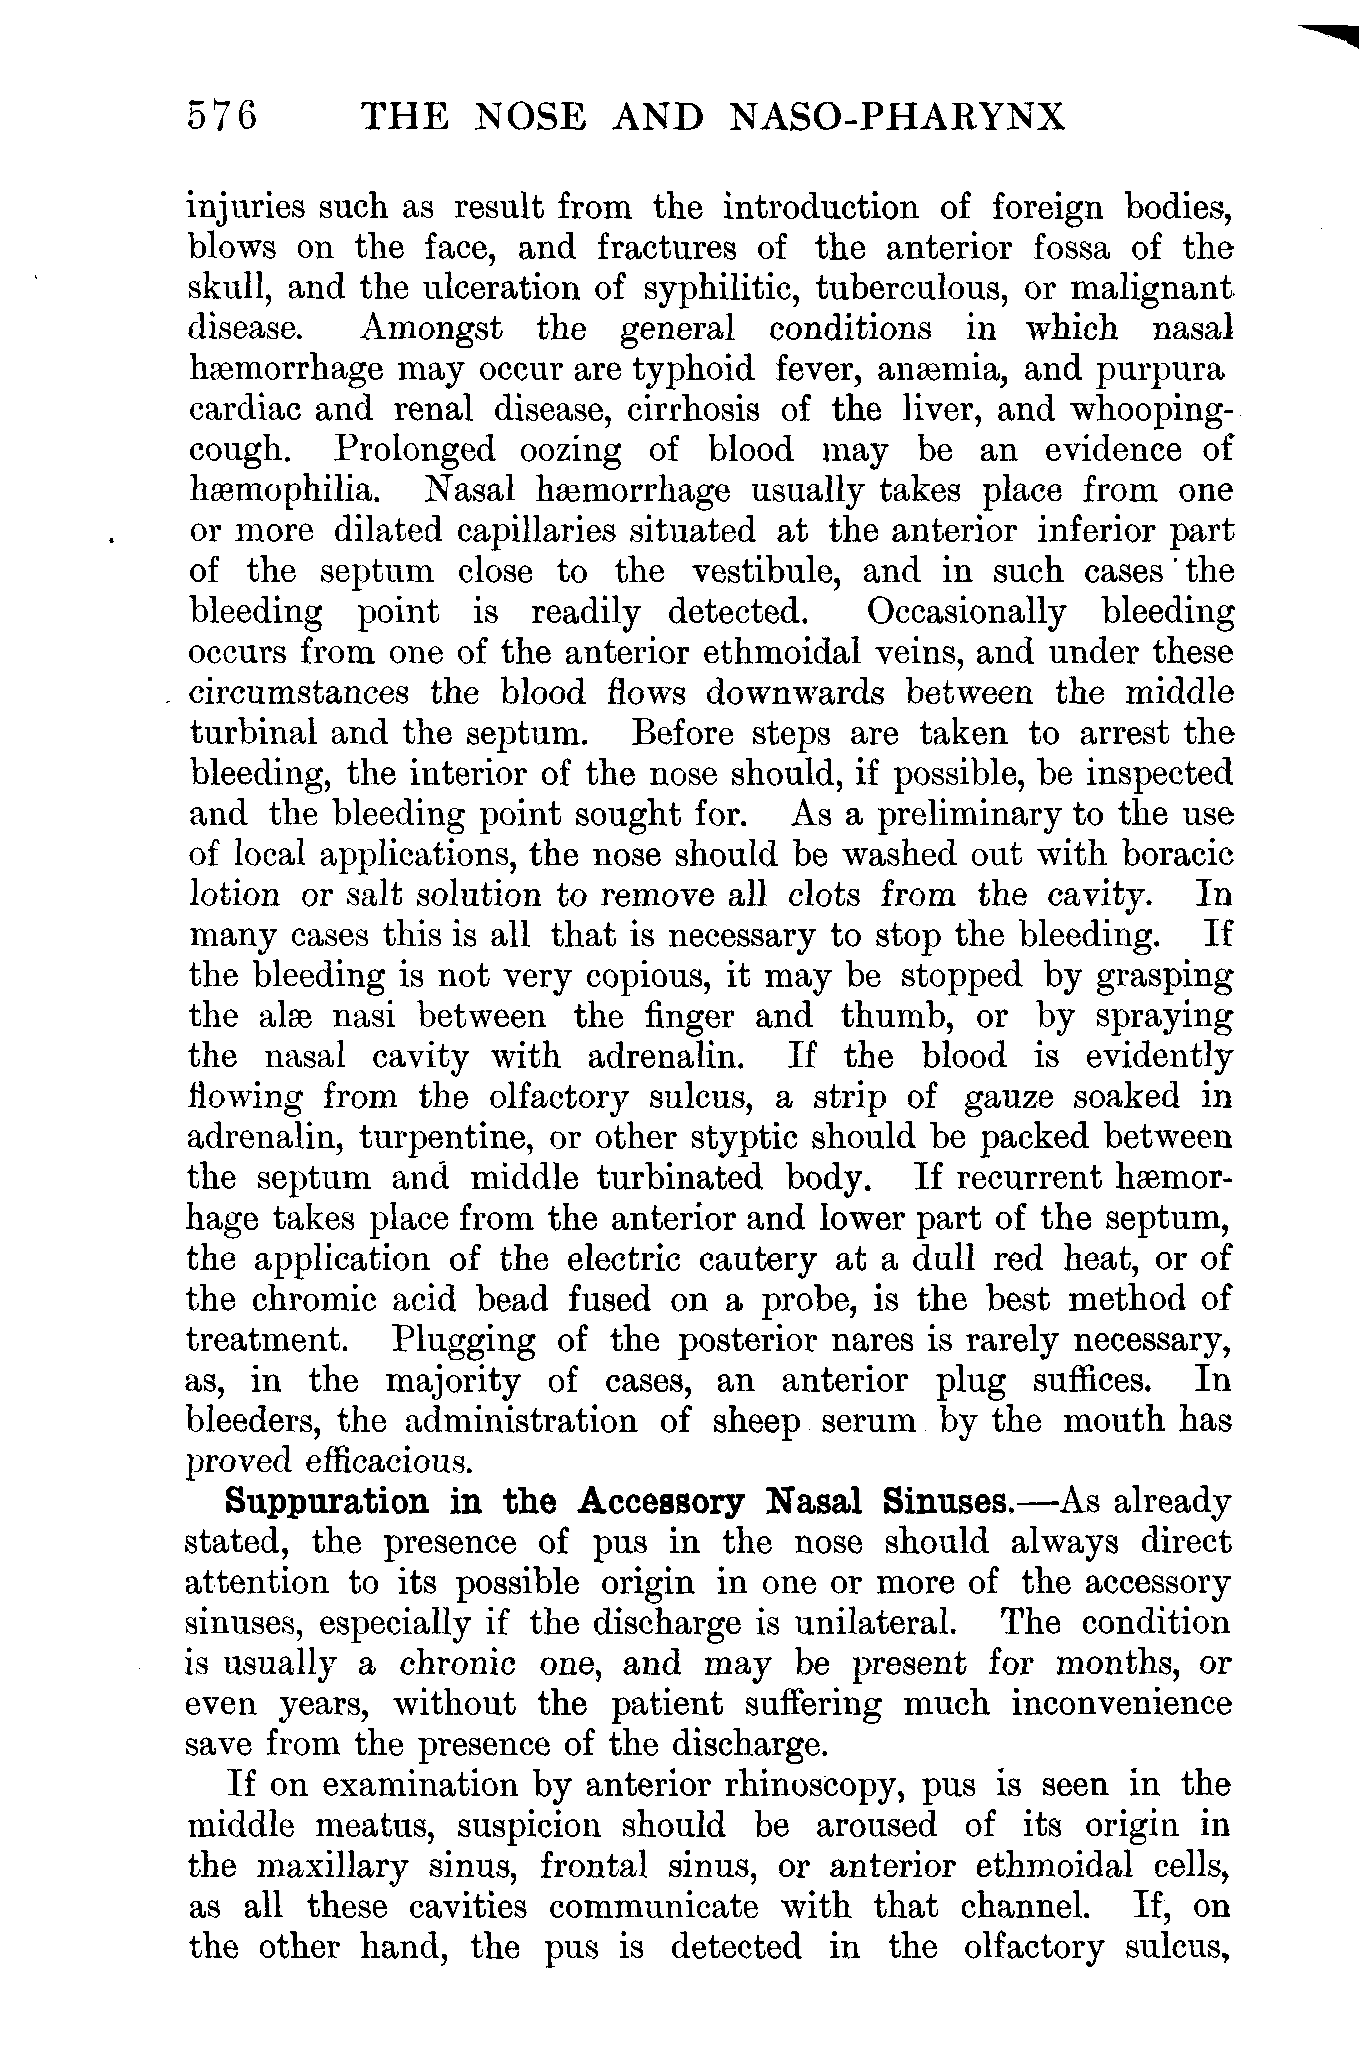 576 THE NOSE AND NASO-PHARYNX
injuries such as result from the introduction of foreign bodies,
blows on the face, and fractures of the anterior fossa of the
skull, and the ulceration of syphilitic, tuberculous, or malignant
disease. Amongst the general conditions in which nasal
hæmorrhage may occur are typhoid fever, anæmia, and purpura
cardiac and renal disease, cirrhosis of the liver, and whooping-
cough. Prolonged oozing of blood may be an evidence of
hæmophilia. Nasal hæmorrhage usually takes place from one
or more dilated capillaries situated at the anterior inferior part
of the septum close to the vestibule, and in such cases the
bleeding point is readily detected. Occasionally bleeding
occurs from one of the anterior ethmoidal veins, and under these
circumstances the blood flows downwards between the middle
turbinal and the septum. Before steps are taken to arrest the
bleeding, the interior of the nose should, if possible, be inspected
and the bleeding point sought for. As a preliminary to the use
of local applications, the nose should be washed out with boracic
lotion or salt solution to remove all clots from the cavity. In
many cases this is all that is necessary to stop the bleeding. If
the bleeding is not very copious, it may be stopped by grasping
the alæ nasi between the finger and thumb, or by spraying
the nasal cavity with adrenalin. If the blood is evidently
flowing from the olfactory sulcus, a strip of gauze soaked in
adrenalin, turpentine, or other styptic should be packed between
the septum and middle turbinated body. If recurrent hæmor-
hage takes place from the anterior and lower part of the septum,
the application of the electric cautery at a dull red heat, or of
the chromic acid bead fused on a probe, is the best method of
treatment. Plugging of the posterior nares is rarely necessary,
as, in the majority of cases, an anterior plug suffices. In
bleeders, the administration of sheep serum by the mouth has
proved efficacious.
Suppuration in the Accessory Nasal Sinuses.—As already
stated, the presence of pus in the nose should always direct
attention to its possible origin in one or more of the accessory
sinuses, especially if the discharge is unilateral. The condition
is usually a chronic one, and may be present for months, or
even years, without the patient suffering much inconvenience
save from the presence of the discharge.
If on examination by anterior rhinoscopy, pus is seen in the
middle meatus, suspicion should be aroused of its origin in
the maxillary sinus, frontal sinus, or anterior ethmoidal cells,
as all these cavities communicate with that channel. If, on
the other hand, the pus is detected in the olfactory sulcus,